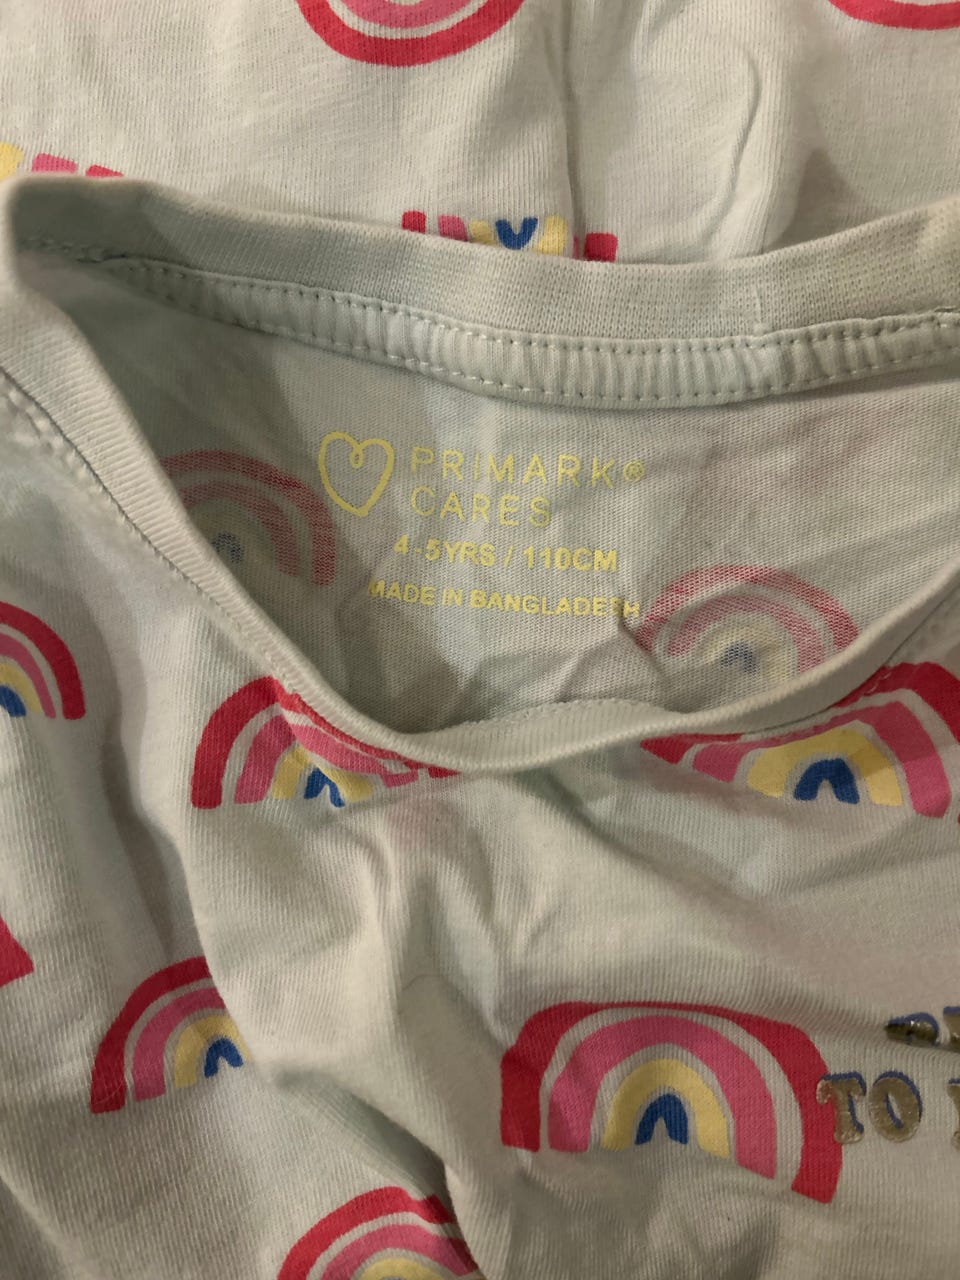 PRIMARK®
CARES
4-5YRS / 110CM
MADE IN BANGLADESH
TO